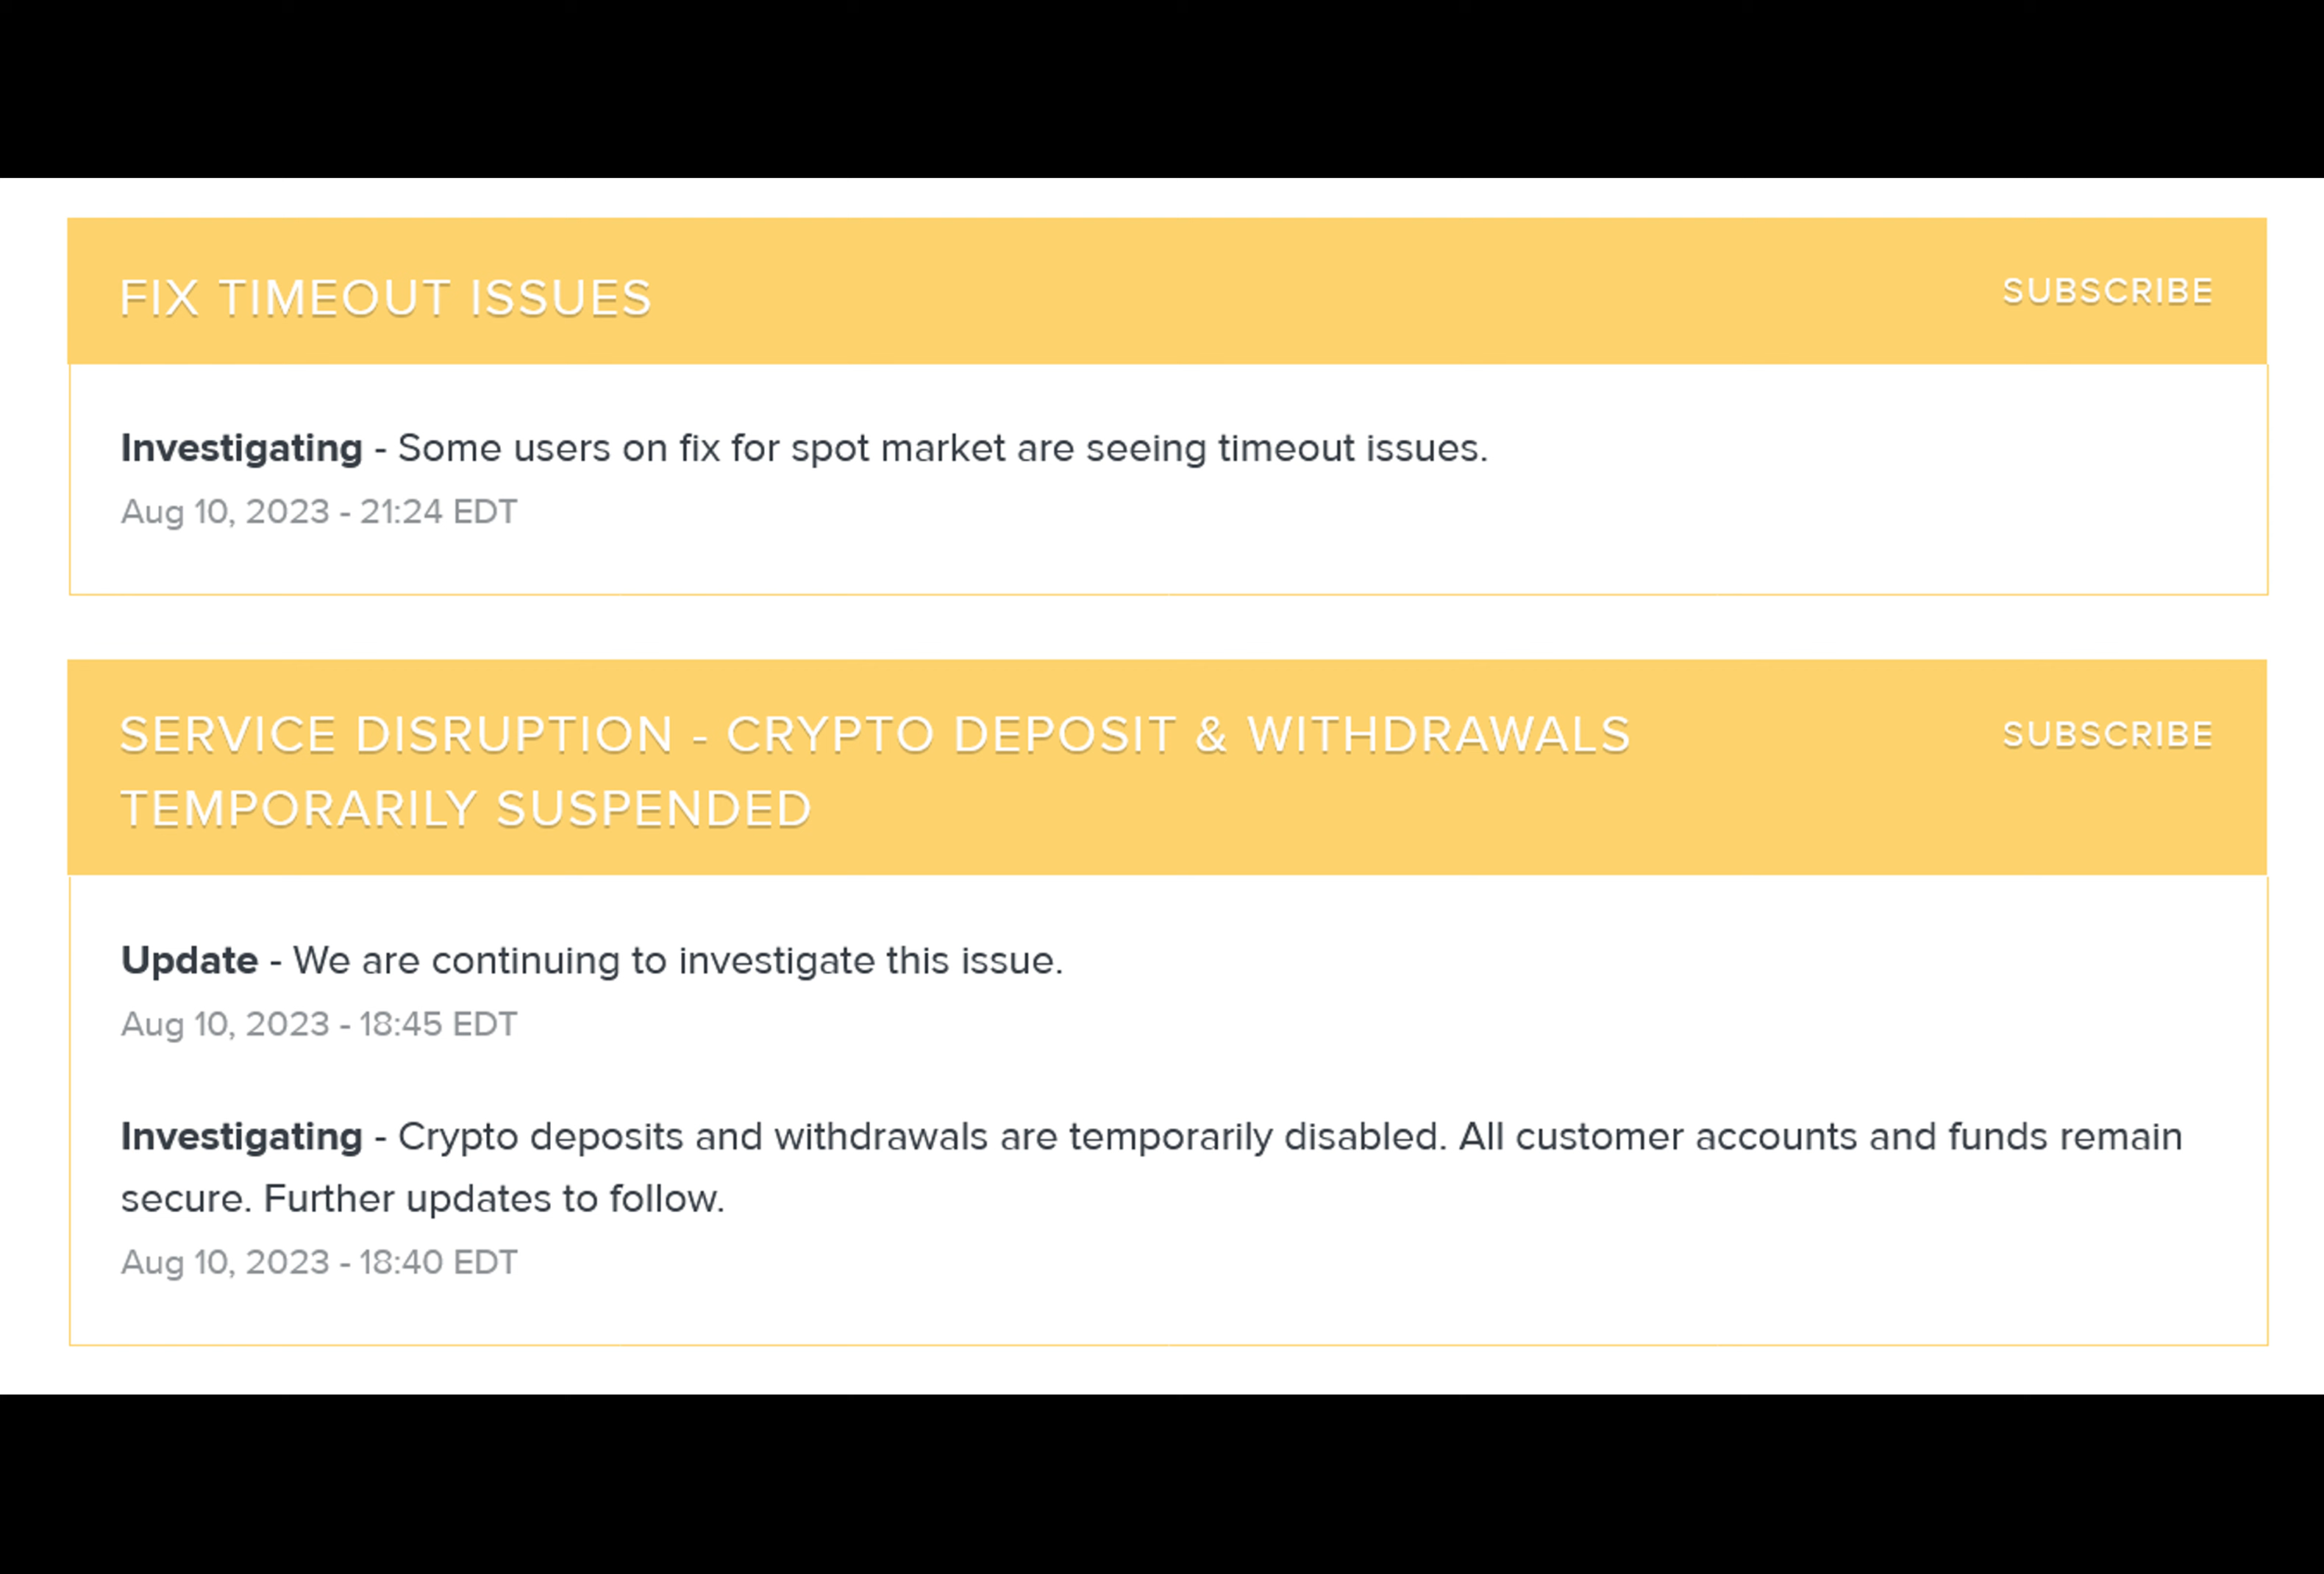 FIX TIMEOUT ISSUES
SUBSCRIBE
Investigating - Some users on fix for spot market are seeing timeout issues.
Aug 10, 2023 - 21:24 EDT
SERVICE DISRUPTION - CRYPTO DEPOSIT & WITHDRAWALS
TEMPORARILY SUSPENDED
SUBSCRIBE
Update - We are continuing to investigate this issue.
Aug 10, 2023 - 18:45 EDT
Investigating - Crypto deposits and withdrawals are temporarily disabled. All customer accounts and funds remain
secure. Further updates to follow.
Aug 10, 2023 - 18:40 EDT